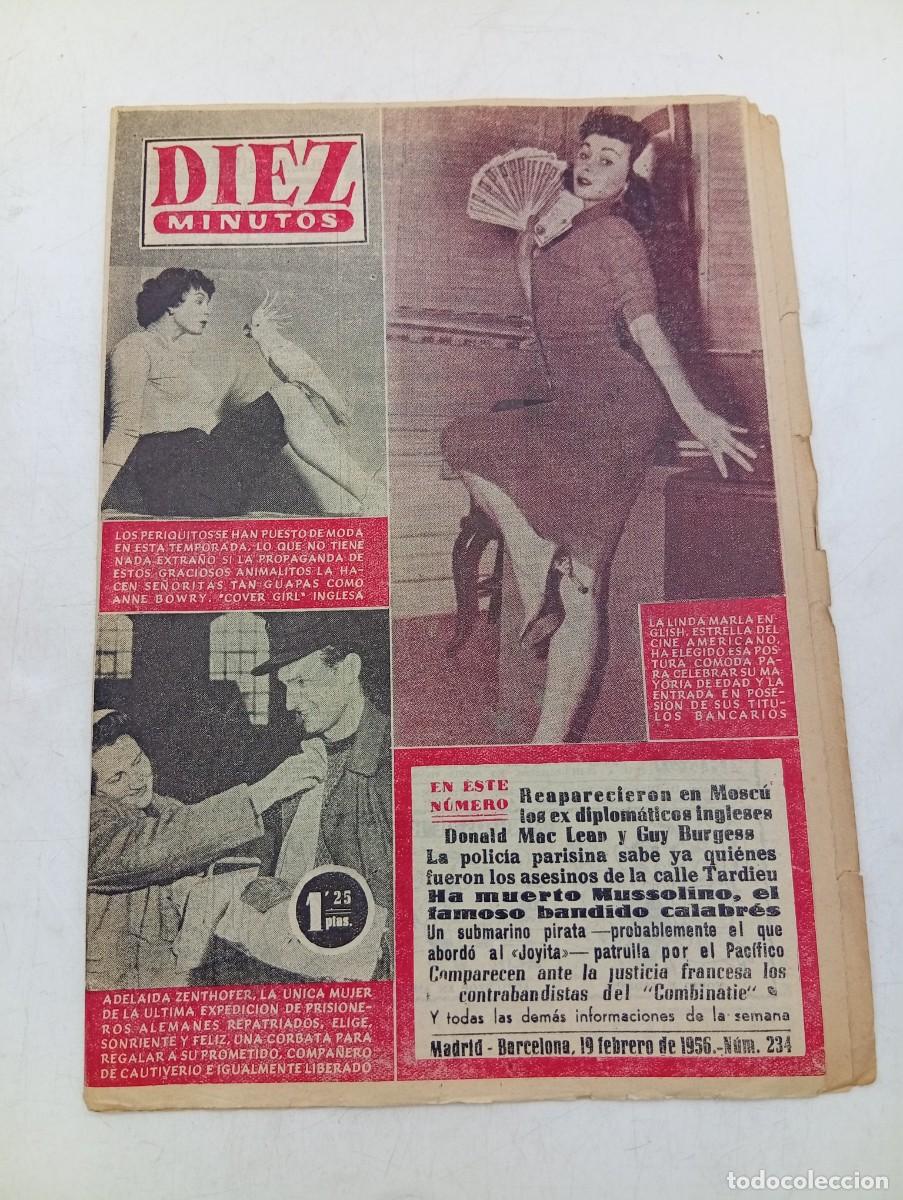 DIEZ
MINUTOS
LOS PERIQUITOS SE HAN PUESTO DE MODA
EN ESTA TEMPORADA, LO QUE NO TIENE
NADA EXTRAÑO SI LA PROPAGANDA DE
ESTOS GRACIOSOS ANIMALITOS LA HA-
CEN SEÑORITAS TAN GUAPAS COMO
ANNE BOWRY, "COVER GIRL" INGLESA
LA LINDA MARLA EN-
GLISH, ESTRELLA DEL
CINE AMERICANO,
HA ELEGIDO ESA POS-
TURA COMODA PA-
RA CELEBRAR SU MA-
YORIA DE EDAD Y LA
ENTRADA EN POSE-
SION DE SUS TITU-
LOS BANCARIOS
1'25
ptas.
ADELAIDA ZENTHOFER, LA UNICA MUJER
DE LA ULTIMA EXPEDICION DE PRISIONE-
ROS ALEMANES REPATRIADOS, ELIGE,
SONRIENTE Y FELIZ, UNA CORBATA PARA
REGALAR A SU PROMETIDO, COMPAÑERO
DE CAUTIVERIO E IGUALMENTE LIBERADO
EN ESTE
NÚMERO
Reaparecieron en Moscú
los ex diplomáticos ingleses
Donald Mac Lean y Guy Burgess
La policía parisina sabe ya quiénes
fueron los asesinos de la calle Tardieu
Ha muerto Mussolino, el
famoso bandido calabrés
Un submarino pirata —probablemente el que
abordó al «Joyita»— patrulla por el Pacífico
Comparecen ante la justicia francesa los
contrabandistas del "Combinatie"
Y todas las demás informaciones de la semana
Madrid - Barcelona, 19 febrero de 1956.-Núm. 234
todocoleccion